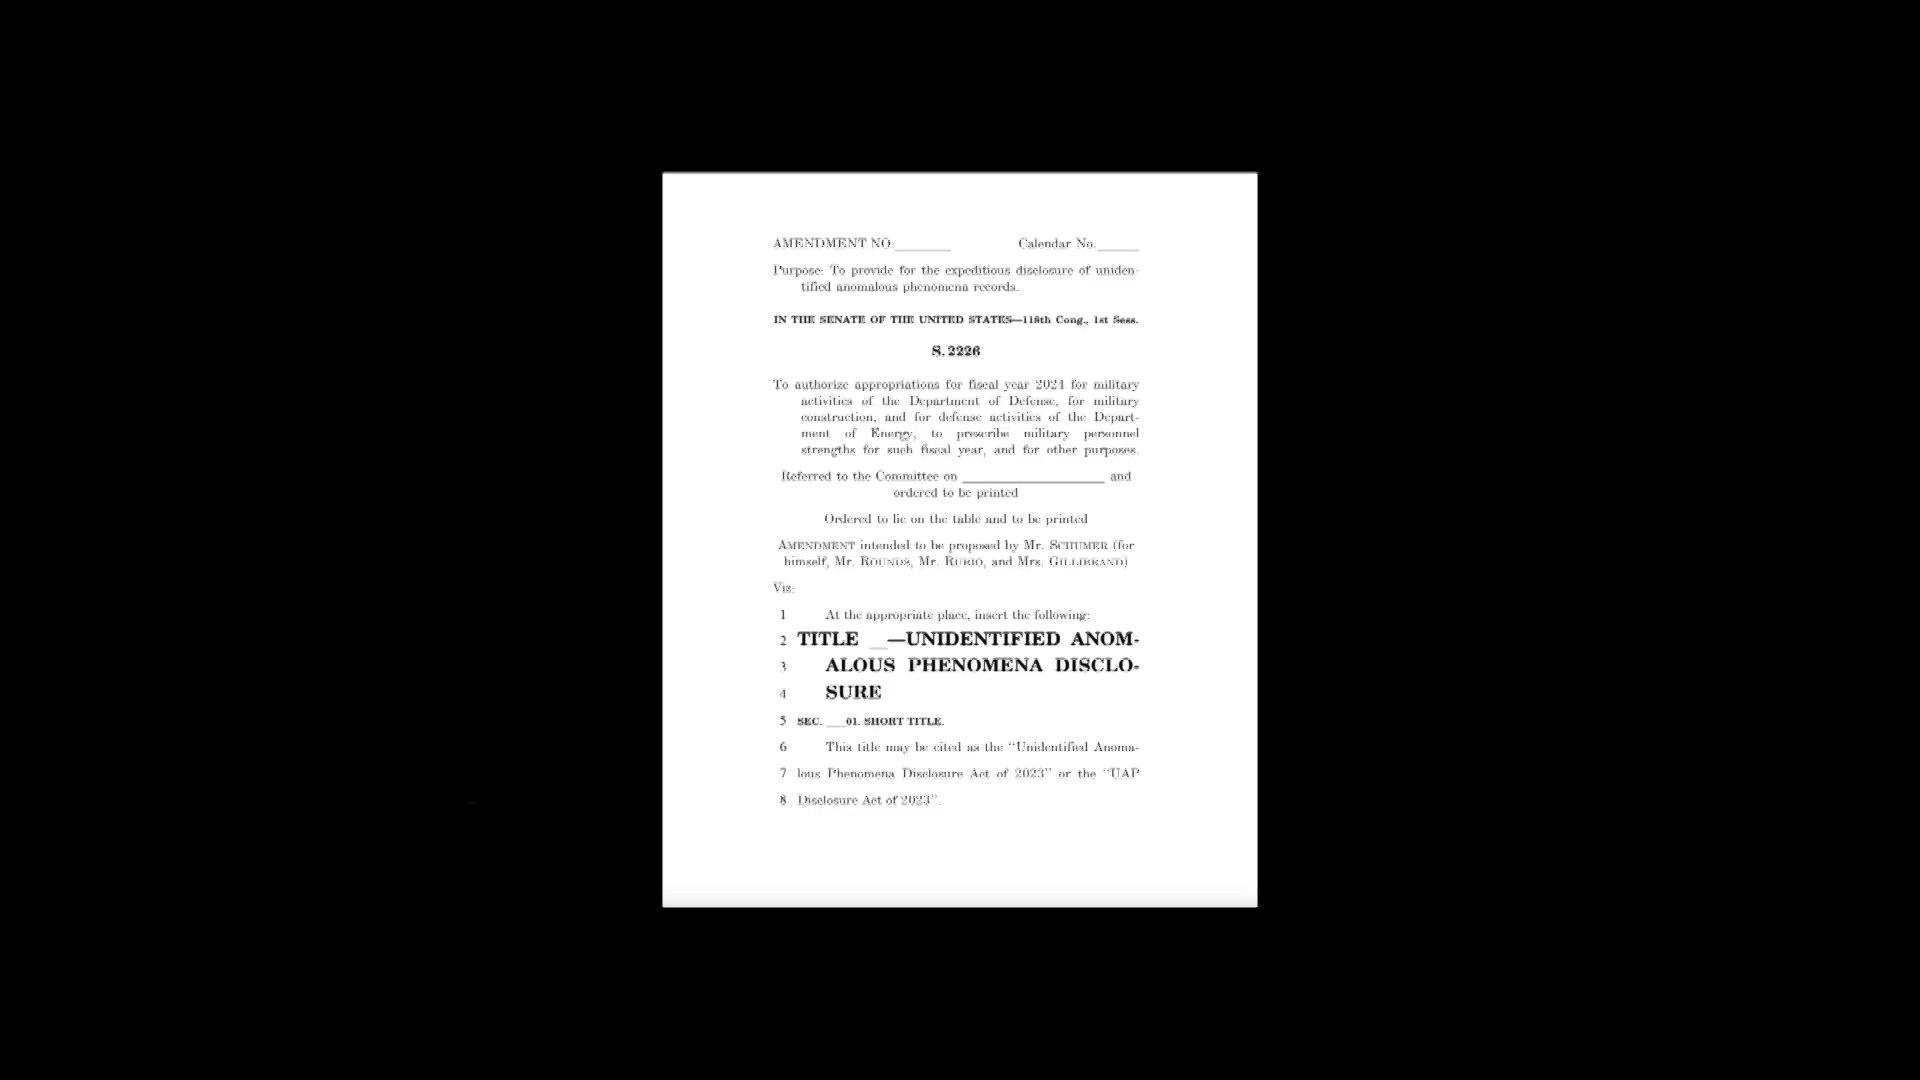 AMENDMENT NO.________ Calendar No.______
Purpose: To provide for the expeditious disclosure of uniden-
tified anomalous phenomena records.
IN THE SENATE OF THE UNITED STATES—118th Cong., 1st Sess.
S. 2226
To authorize appropriations for fiscal year 2024 for military
activities of the Department of Defense, for military
construction, and for defense activities of the Depart-
ment of Energy, to prescribe military personnel
strengths for such fiscal year, and for other purposes.
Referred to the Committee on ____________________ and
ordered to be printed
Ordered to lie on the table and to be printed
AMENDMENT intended to be proposed by Mr. SCHUMER (for
himself, Mr. ROUNDS, Mr. RUBIO, and Mrs. GILLIBRAND)
Viz:
1 At the appropriate place, insert the following:
2 TITLE __—UNIDENTIFIED ANOM-
3 ALOUS PHENOMENA DISCLO-
4 SURE
5 SEC. ___01. SHORT TITLE.
6 This title may be cited as the ‘‘Unidentified Anoma-
7 lous Phenomena Disclosure Act of 2023’’ or the ‘‘UAP
8 Disclosure Act of 2023’’.